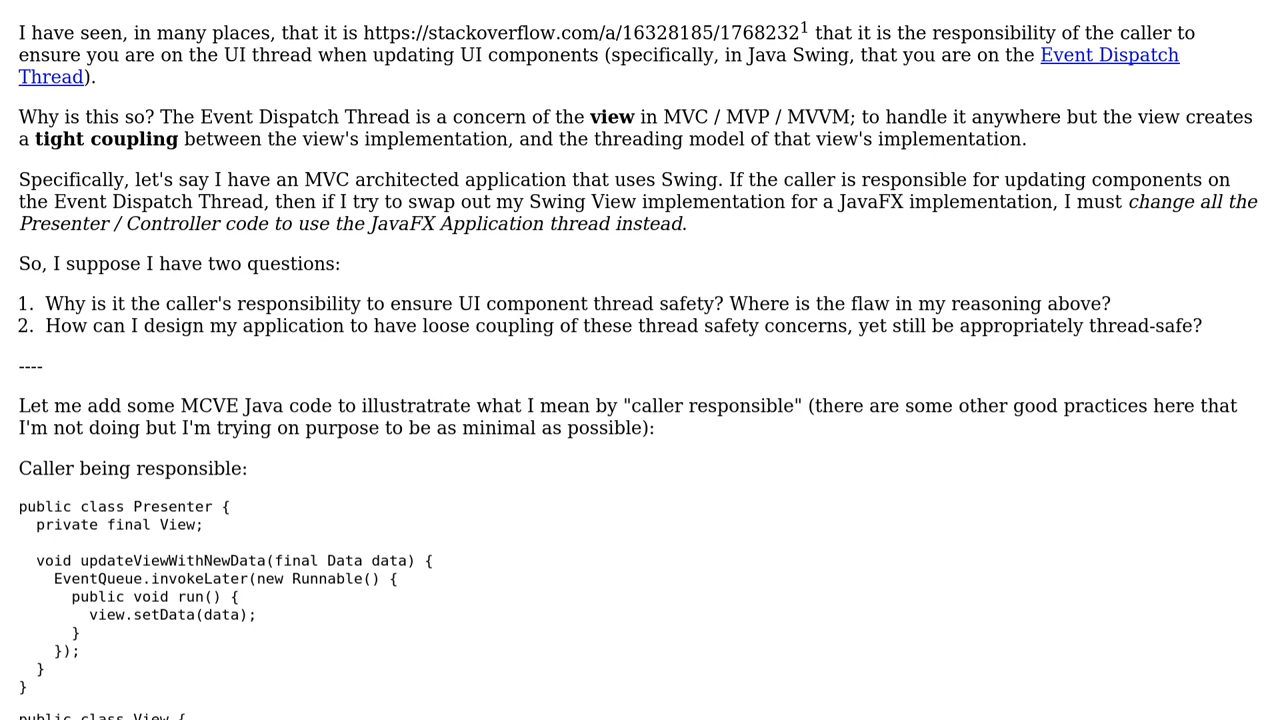 I have seen, in many places, that it is https://stackoverflow.com/a/16328185/1768232¹ that it is the responsibility of the caller to
ensure you are on the UI thread when updating UI components (specifically, in Java Swing, that you are on the Event Dispatch
Thread).
Why is this so? The Event Dispatch Thread is a concern of the view in MVC / MVP / MVVM; to handle it anywhere but the view creates
a tight coupling between the view's implementation, and the threading model of that view's implementation.
Specifically, let's say I have an MVC architected application that uses Swing. If the caller is responsible for updating components on
the Event Dispatch Thread, then if I try to swap out my Swing View implementation for a JavaFX implementation, I must change all the
Presenter / Controller code to use the JavaFX Application thread instead.
So, I suppose I have two questions:
1. Why is it the caller's responsibility to ensure UI component thread safety? Where is the flaw in my reasoning above?
2. How can I design my application to have loose coupling of these thread safety concerns, yet still be appropriately thread-safe?
----
Let me add some MCVE Java code to illustratrate what I mean by "caller responsible" (there are some other good practices here that
I'm not doing but I'm trying on purpose to be as minimal as possible):
Caller being responsible:
public class Presenter {
  private final View;
  void updateViewWithNewData(final Data data) {
    EventQueue.invokeLater(new Runnable() {
      public void run() {
        view.setData(data);
      }
    });
  }
}
public class View {